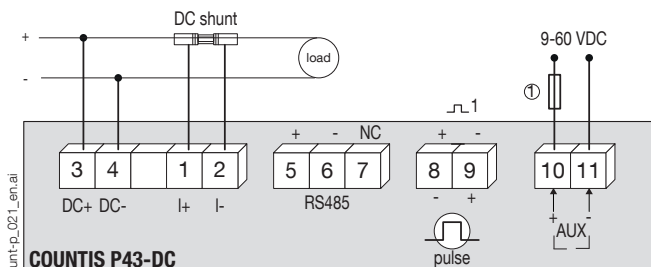 DC shunt
+
load
-
9-60 VDC
①
⎍1
+ - NC
+ -
3 4 1 2
5 6 7
8 9
10 11
DC+ DC- I+ I-
RS485
- +
+ -
AUX
pulse
COUNTIS P43-DC
unt-p_021_en.ai